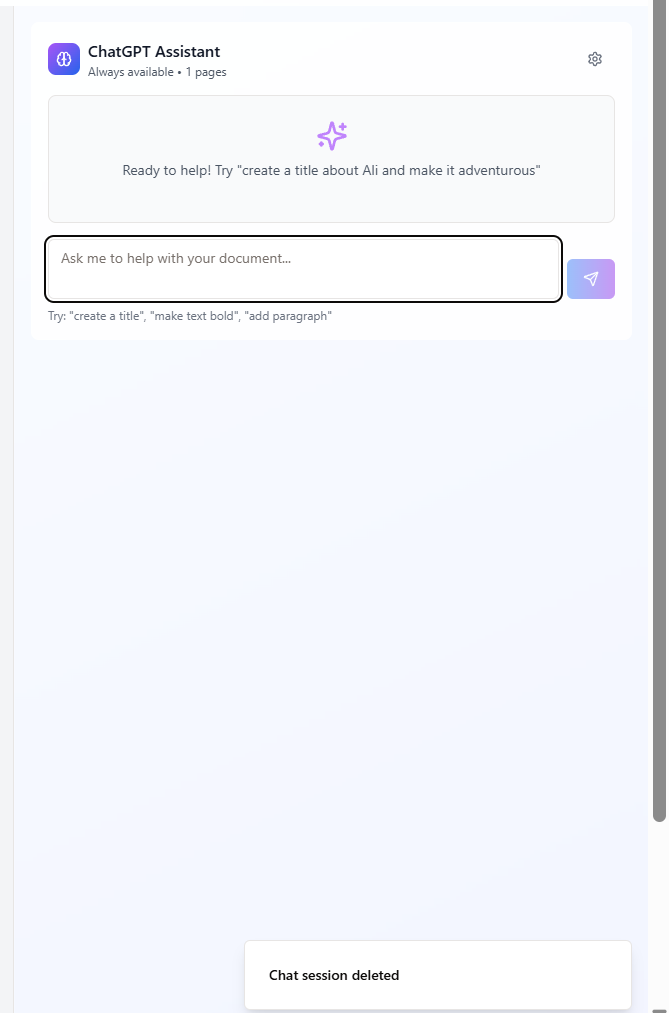 ChatGPT Assistant
Always available • 1 pages
Ready to help! Try "create a title about Ali and make it adventurous"
Ask me to help with your document...
Try: "create a title", "make text bold", "add paragraph"
Chat session deleted